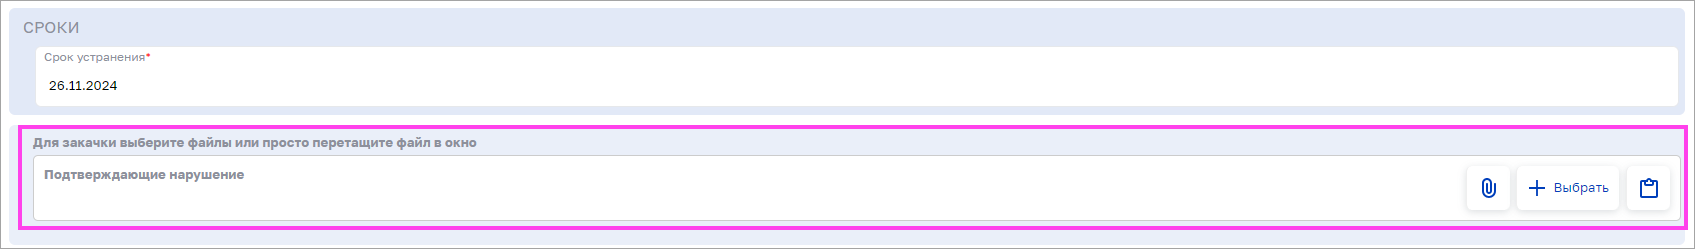 СРОКИ
Срок устранения*
26.11.2024
Для закачки выберите файлы или просто перетащите файл в окно
Подтверждающие нарушение
Выбрать